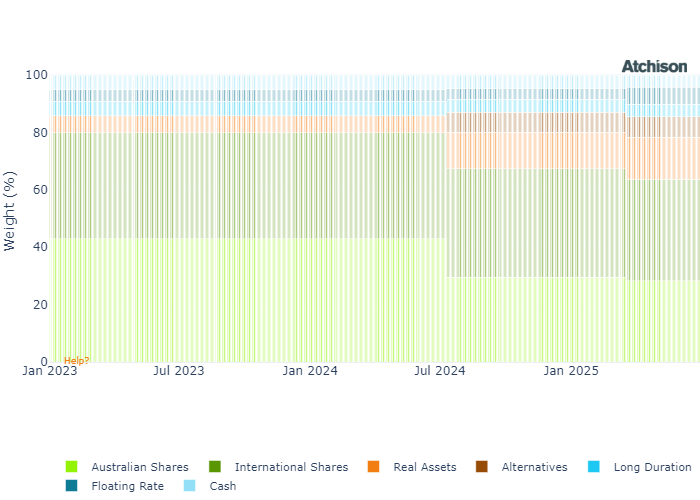 Atchison
100
80
60
40
20
0
Weight (%)
Help?
Jan 2023 Jul 2023 Jan 2024 Jul 2024 Jan 2025
Australian Shares International Shares Real Assets Alternatives Long Duration
Floating Rate Cash